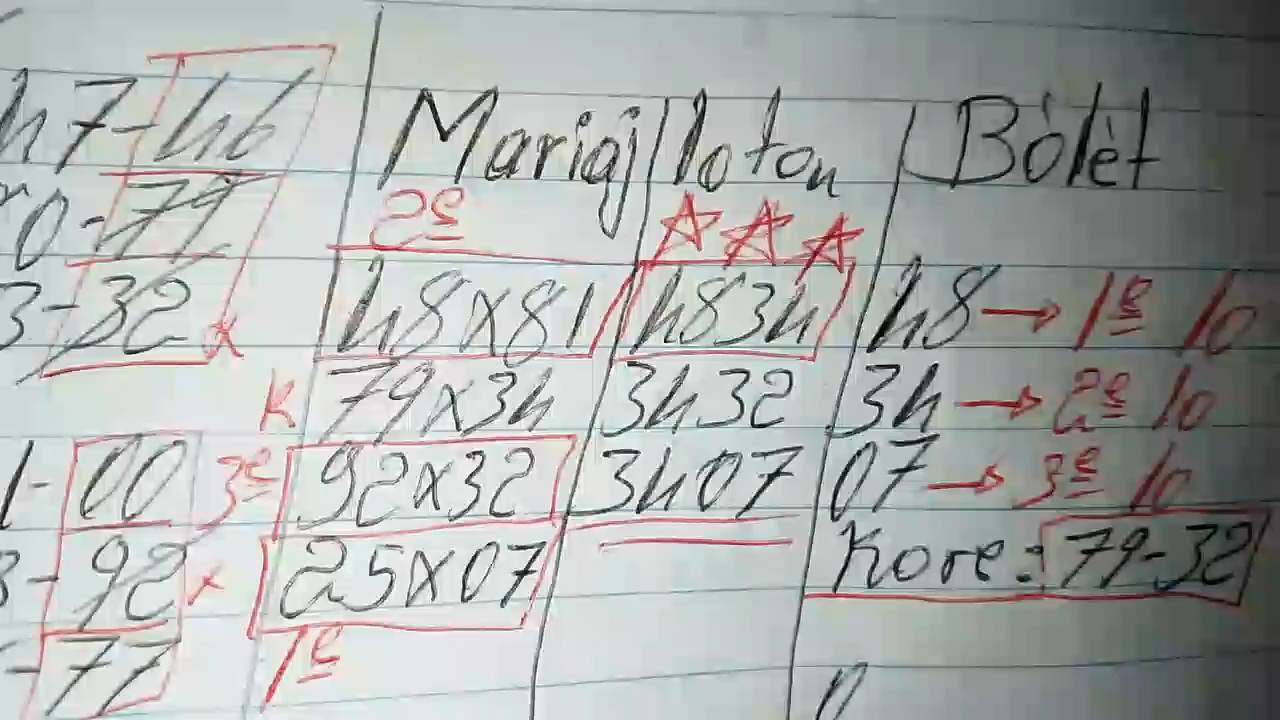 47-46 Mariaj loton Bòlèt
0-79 2e
3-32 x 48x81 4834 48→1e lo
K 79x34 3432 34→2e lo
1-00 3e 92x32 3407 07→3e lo
3-92 x 25x07 Kore: 79-32
-77 1e